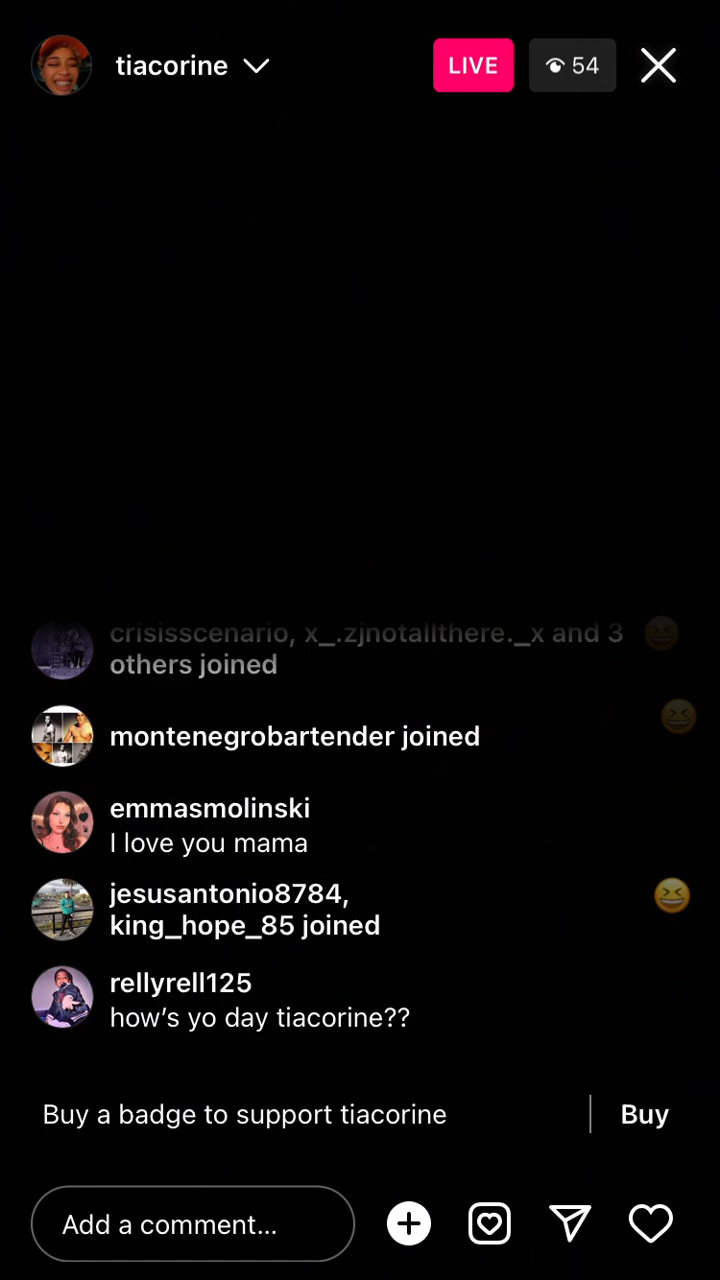 tiacorine
LIVE
54
crisisscenario, x_.zjnotallthere._x and 3
others joined
montenegrobartender joined
emmasmolinski
I love you mama
jesusantonio8784,
king_hope_85 joined
rellyrell125
how’s yo day tiacorine??
Buy a badge to support tiacorine
Buy
Add a comment...